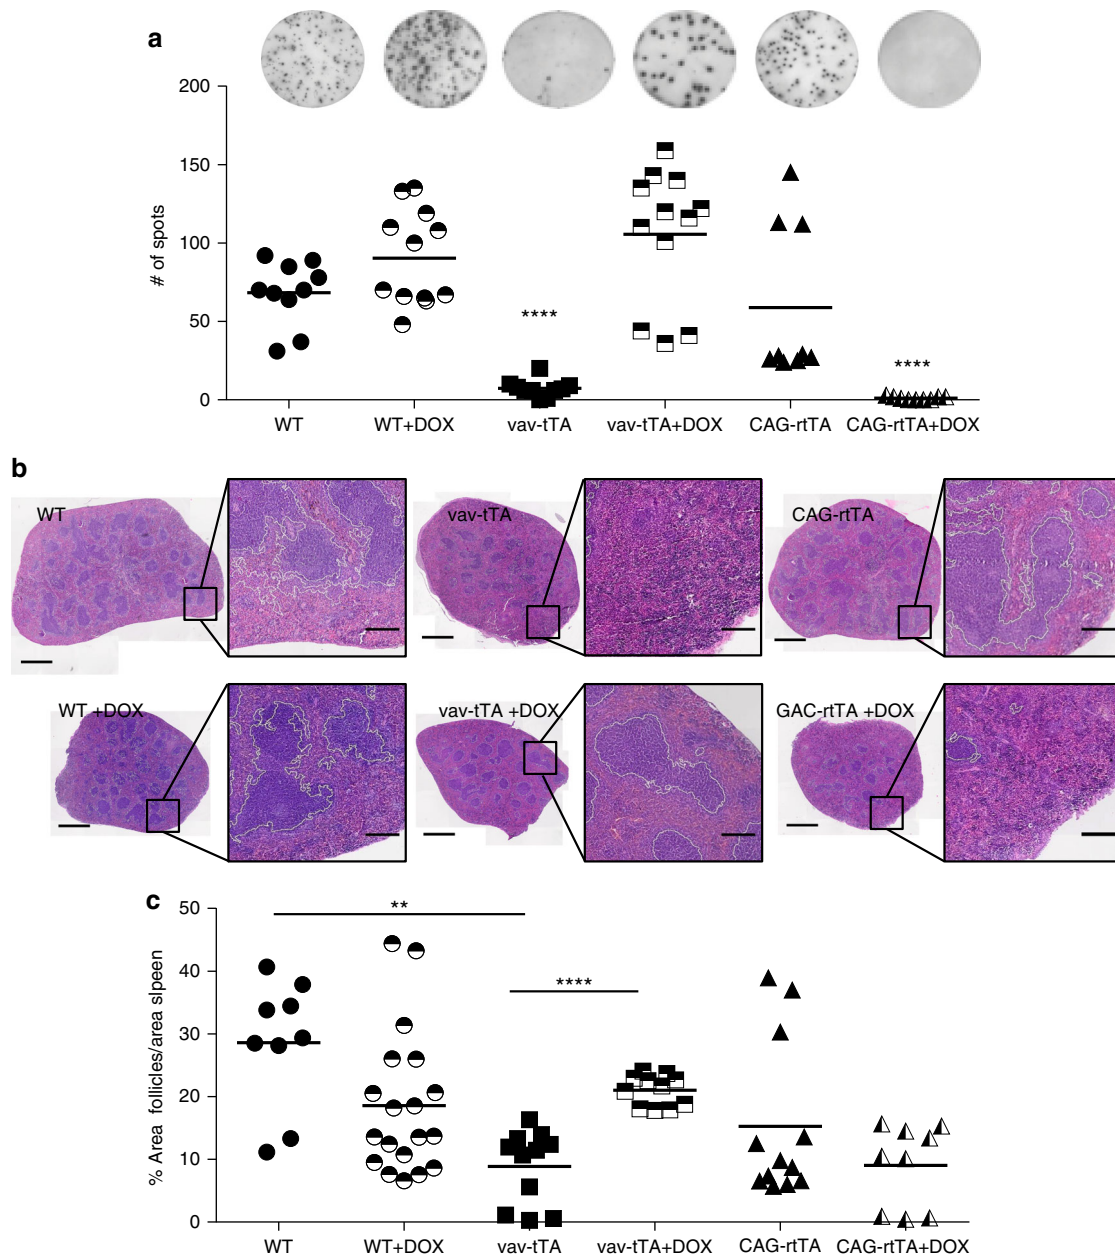 a
200
150
100
50
0
# of spots
****
****
WT WT+DOX vav-tTA vav-tTA+DOX CAG-rtTA CAG-rtTA+DOX
b
WT vav-tTA CAG-rtTA
WT +DOX vav-tTA +DOX GAC-rtTA +DOX
c
50
40
30
20
10
0
% Area follicles/area slpeen
**
****
WT WT+DOX vav-tTA vav-tTA+DOX CAG-rtTA CAG-rtTA+DOX